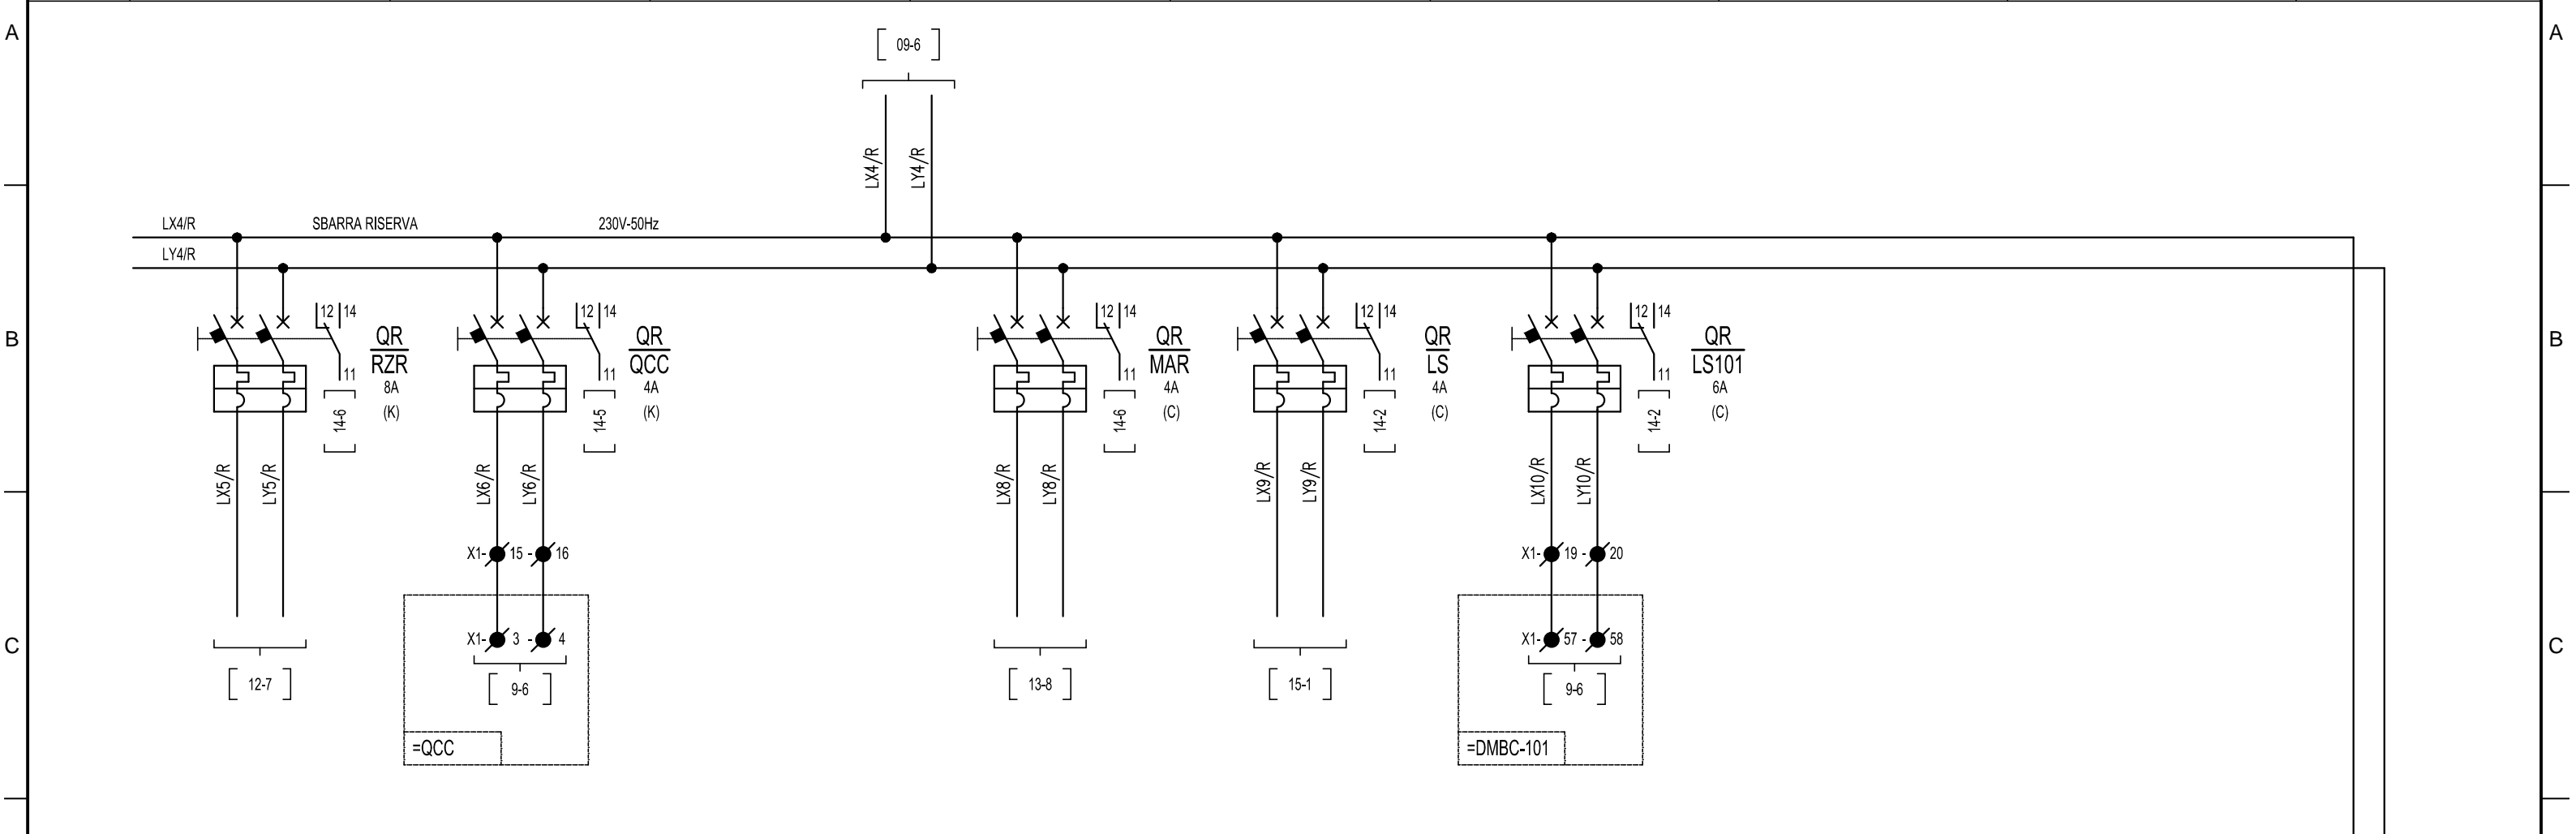 A
A
09-6
LX4/R
LY4/R
LX4/R SBARRA RISERVA 230V-50Hz
LY4/R
B
B
12 14
11
QR
RZR
8A
(K)
14-6
12 14
11
QR
QCC
4A
(K)
14-5
12 14
11
QR
MAR
4A
(C)
14-6
12 14
11
QR
LS
4A
(C)
14-2
12 14
11
QR
LS101
6A
(C)
14-2
LX5/R
LY5/R
LX6/R
LY6/R
LX8/R
LY8/R
LX9/R
LY9/R
LX10/R
LY10/R
X1- 15 - 16
X1- 19 - 20
C
C
X1- 3 - 4
X1- 57 - 58
12-7
9-6
13-8
15-1
9-6
=QCC
=DMBC-101